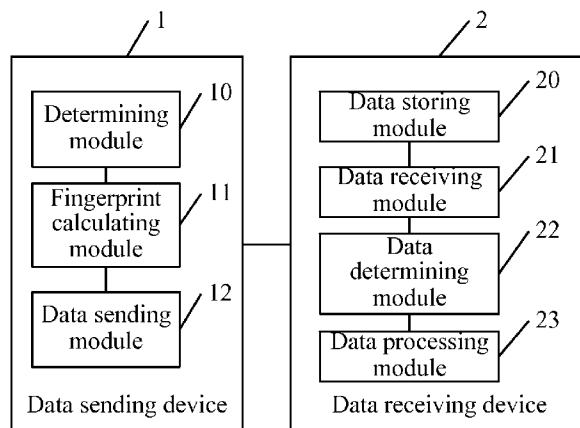 1
2
Determining
module
10
Fingerprint
calculating
module
11
Data sending
module
12
Data sending device
Data storing
module
20
Data receiving
module
21
Data
determining
module
22
Data processing
module
23
Data receiving device